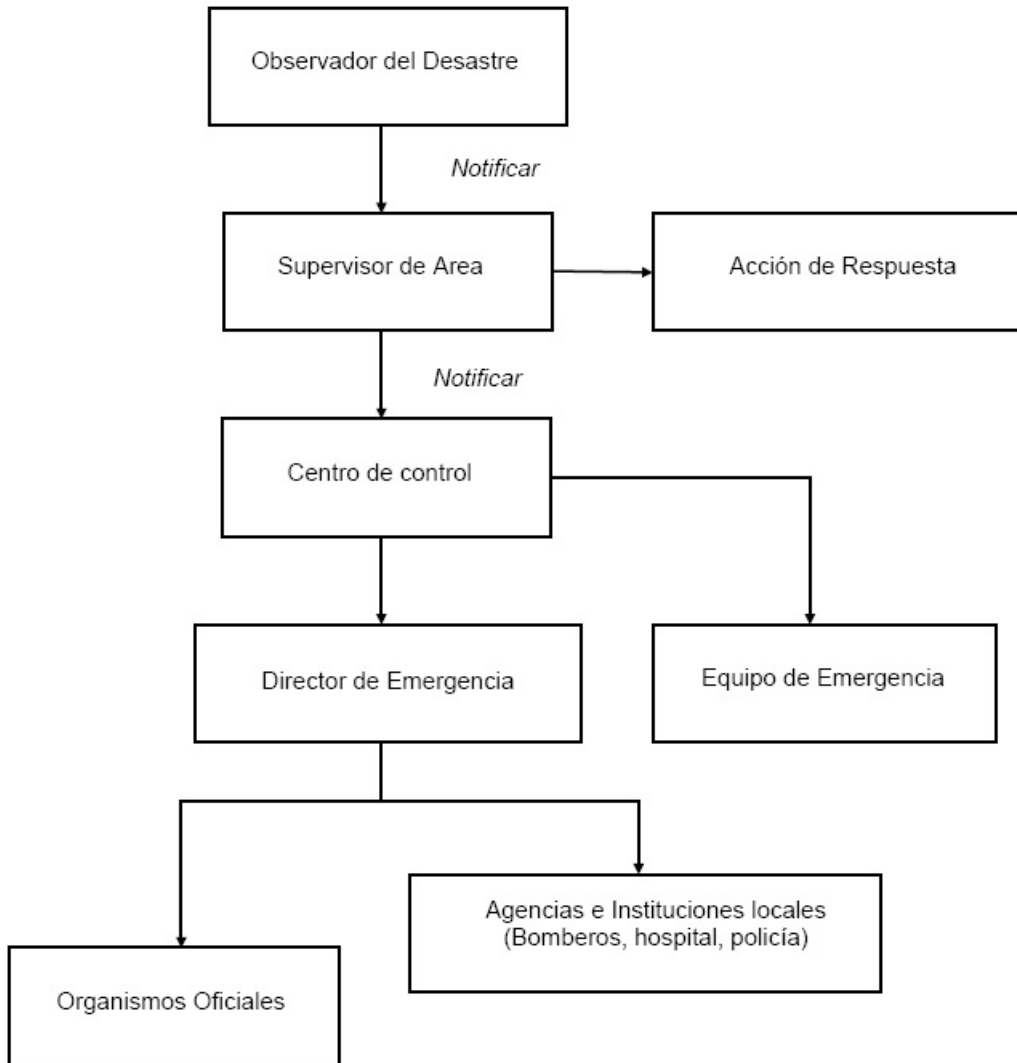 Observador del Desastre
Notificar
Supervisor de Area
Acción de Respuesta
Notificar
Centro de control
Director de Emergencia
Equipo de Emergencia
Agencias e Instituciones locales
(Bomberos, hospital, policía)
Organismos Oficiales